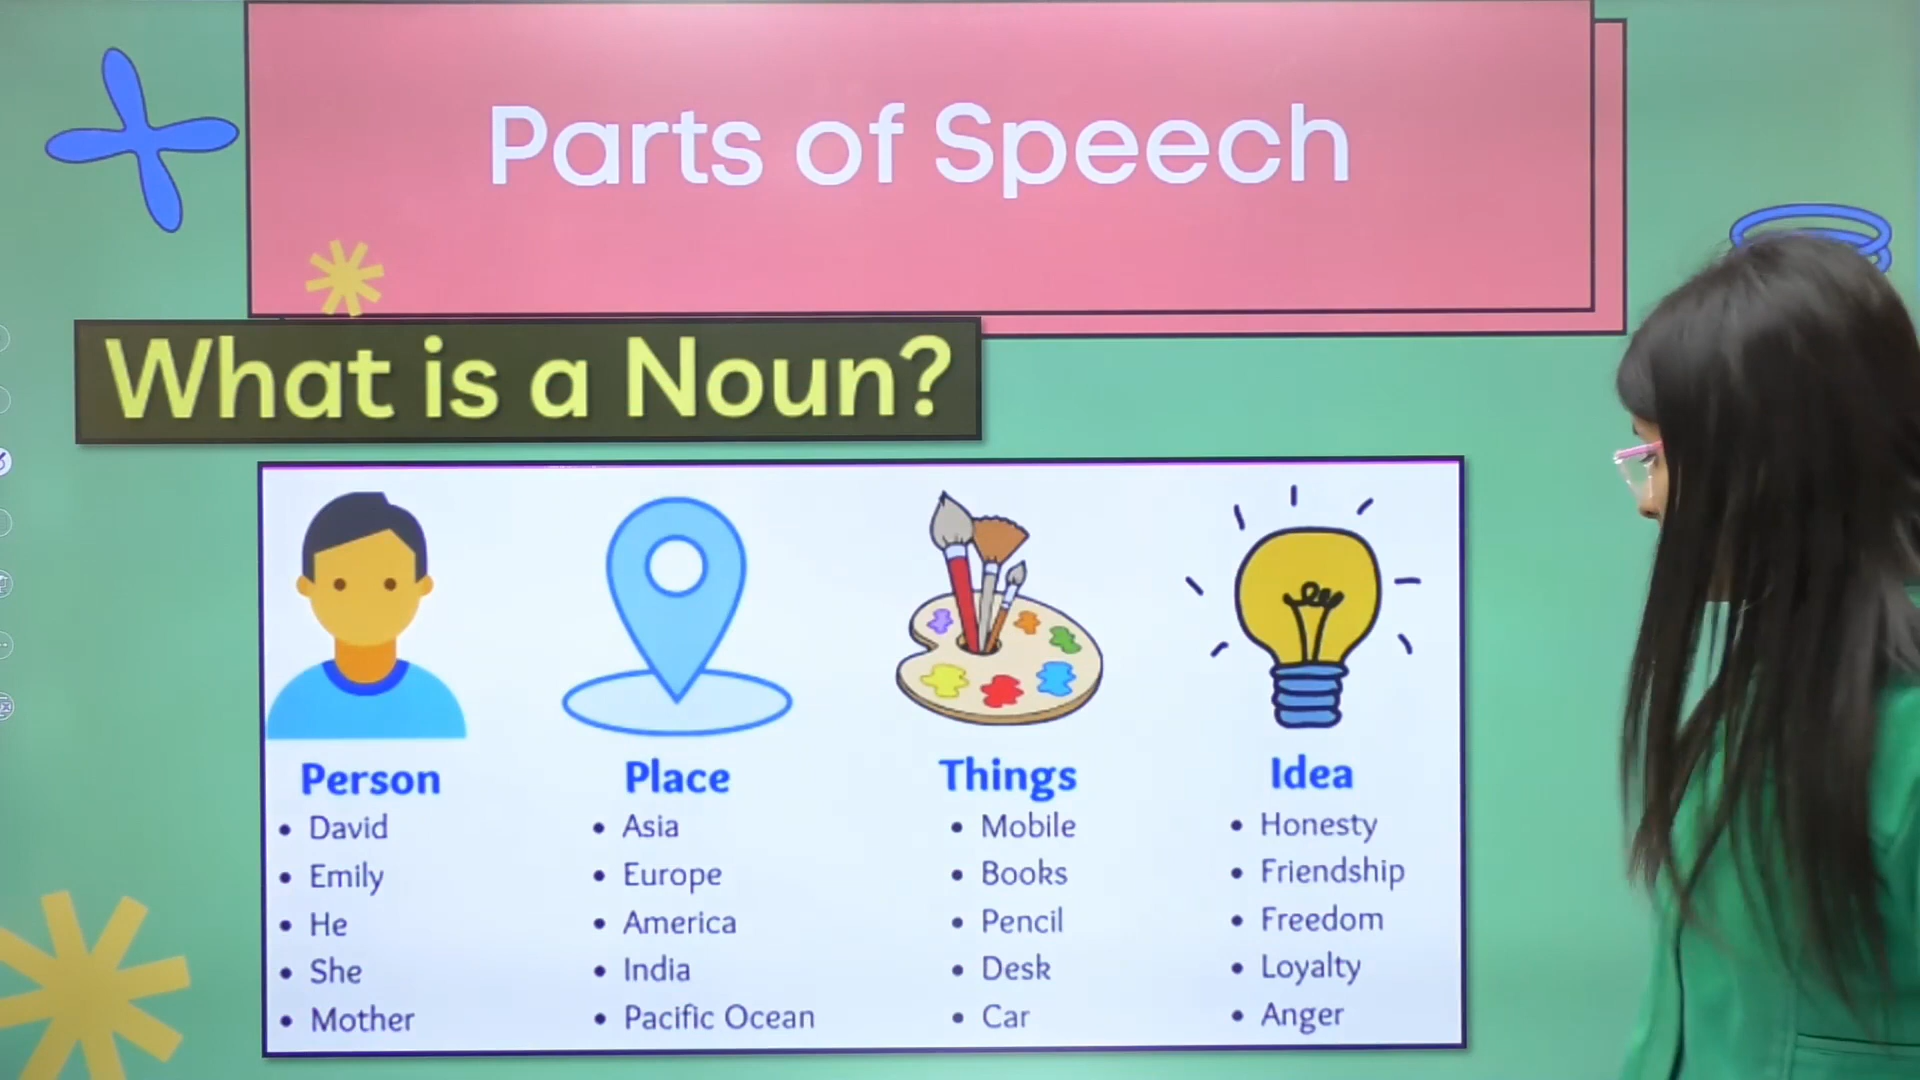 Parts of Speech
What is a Noun?
Person
• David
• Emily
• He
• She
• Mother
Place
• Asia
• Europe
• America
• India
• Pacific Ocean
Things
• Mobile
• Books
• Pencil
• Desk
• Car
Idea
• Honesty
• Friendship
• Freedom
• Loyalty
• Anger